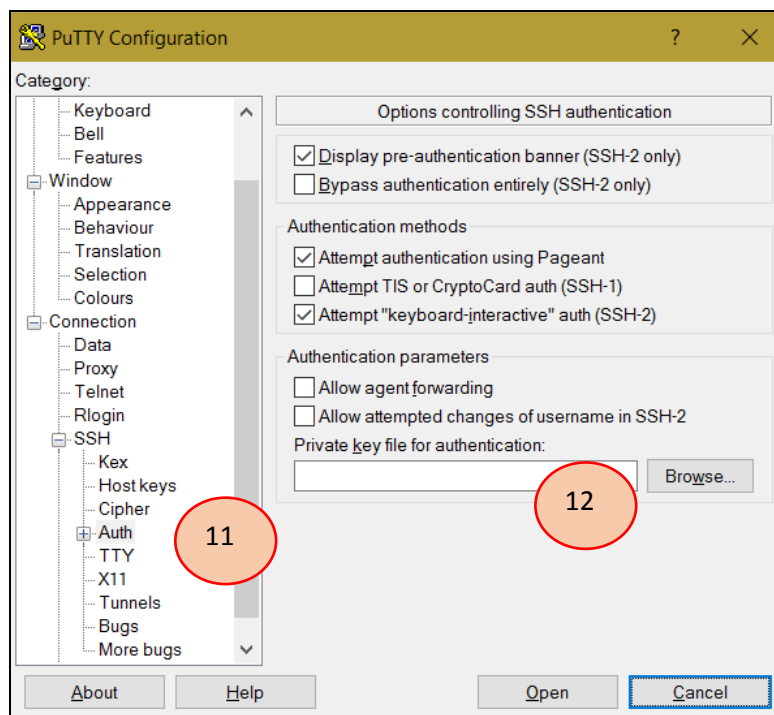 PuTTY Configuration
?
Category:
Keyboard
Bell
Features
Window
Appearance
Behaviour
Translation
Selection
Colours
Connection
Data
Proxy
Telnet
Rlogin
SSH
Kex
Host keys
Cipher
Auth
TTY
X11
Tunnels
Bugs
More bugs
11
Options controlling SSH authentication
Display pre-authentication banner (SSH-2 only)
Bypass authentication entirely (SSH-2 only)
Authentication methods
Attempt authentication using Pageant
Attempt TIS or CryptoCard auth (SSH-1)
Attempt "keyboard-interactive" auth (SSH-2)
Authentication parameters
Allow agent forwarding
Allow attempted changes of username in SSH-2
Private key file for authentication:
12
Browse...
About
Help
Open
Cancel